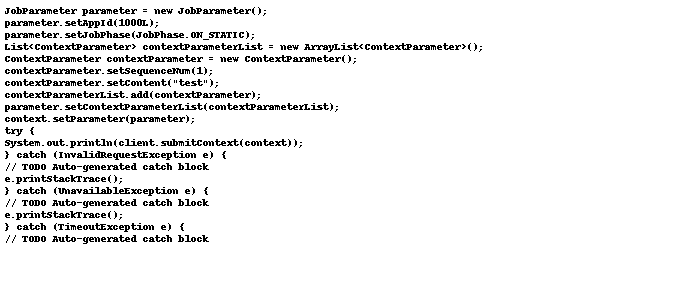 JobParameter parameter = new JobParameter();
parameter.setAppId(1000L);
parameter.setJobPhase(JobPhase.ON_STATIC);
List<ContextParameter> contextParameterList = new ArrayList<ContextParameter>();
ContextParameter contextParameter = new ContextParameter();
contextParameter.setSequenceNum(1);
contextParameter.setContent("test");
contextParameterList.add(contextParameter);
parameter.setContextParameterList(contextParameterList);
context.setParameter(parameter);
try {
System.out.println(client.submitContext(context));
} catch (InvalidRequestException e) {
// TODO Auto-generated catch block
e.printStackTrace();
} catch (UnavailableException e) {
// TODO Auto-generated catch block
e.printStackTrace();
} catch (TimeoutException e) {
// TODO Auto-generated catch block